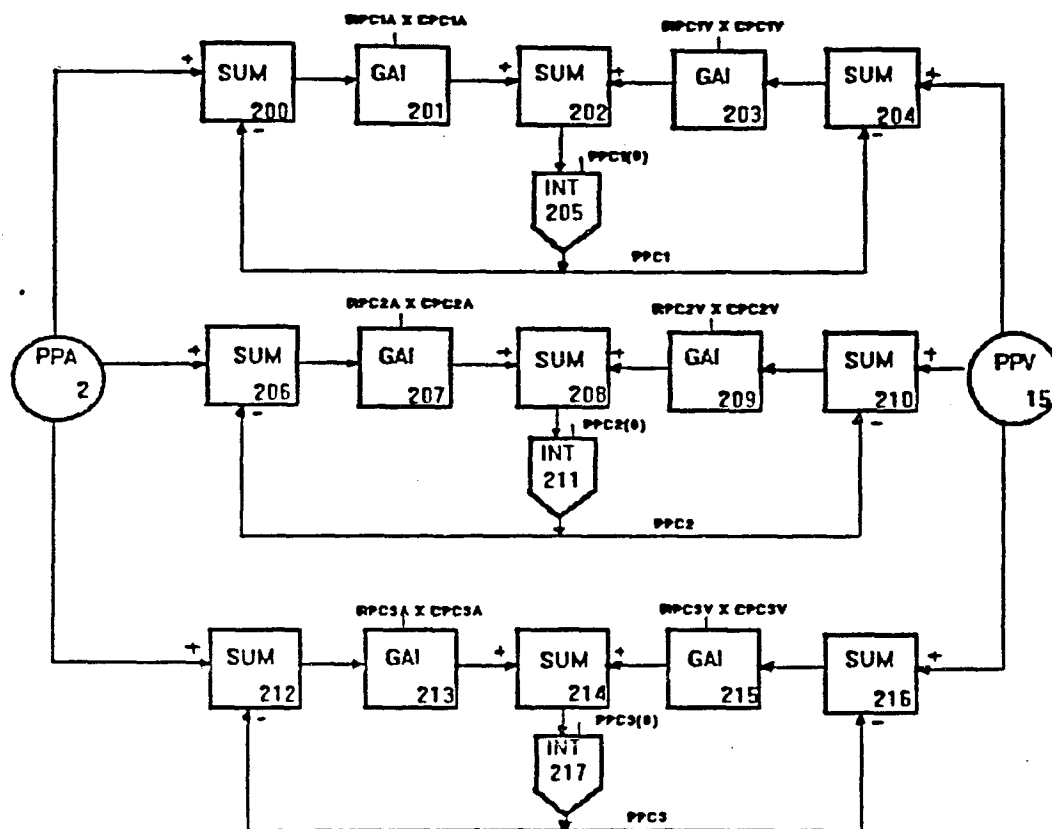 RPC1A X CPC1A RPC1V X CPC1V
+ SUM 200 GAI 201 + SUM 202 + GAI 203 SUM 204 +
- -
PPC1(0)
INT 205
PPC1
RPC2A X CPC2A RPC2V X CPC2V
PPA 2 + SUM 206 GAI 207 + SUM 208 + GAI 209 SUM 210 + PPV 15
- -
PPC2(0)
INT 211
PPC2
RPC3A X CPC3A RPC3V X CPC3V
+ SUM 212 GAI 213 + SUM 214 + GAI 215 SUM 216 +
- -
PPC3(0)
INT 217
PPC3